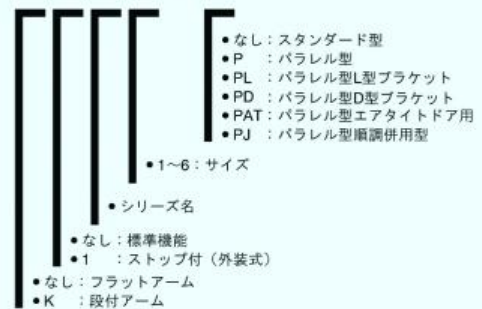 ●なし：スタンダード型
●P　：パラレル型
●PL　：パラレル型L型ブラケット
●PD　：パラレル型D型ブラケット
●PAT：パラレル型エアタイトドア用
●PJ　：パラレル型順調併用型
●1～6：サイズ
●シリーズ名
●なし：標準機能
●1　：ストップ付（外装式）
●なし：フラットアーム
●K　：段付アーム